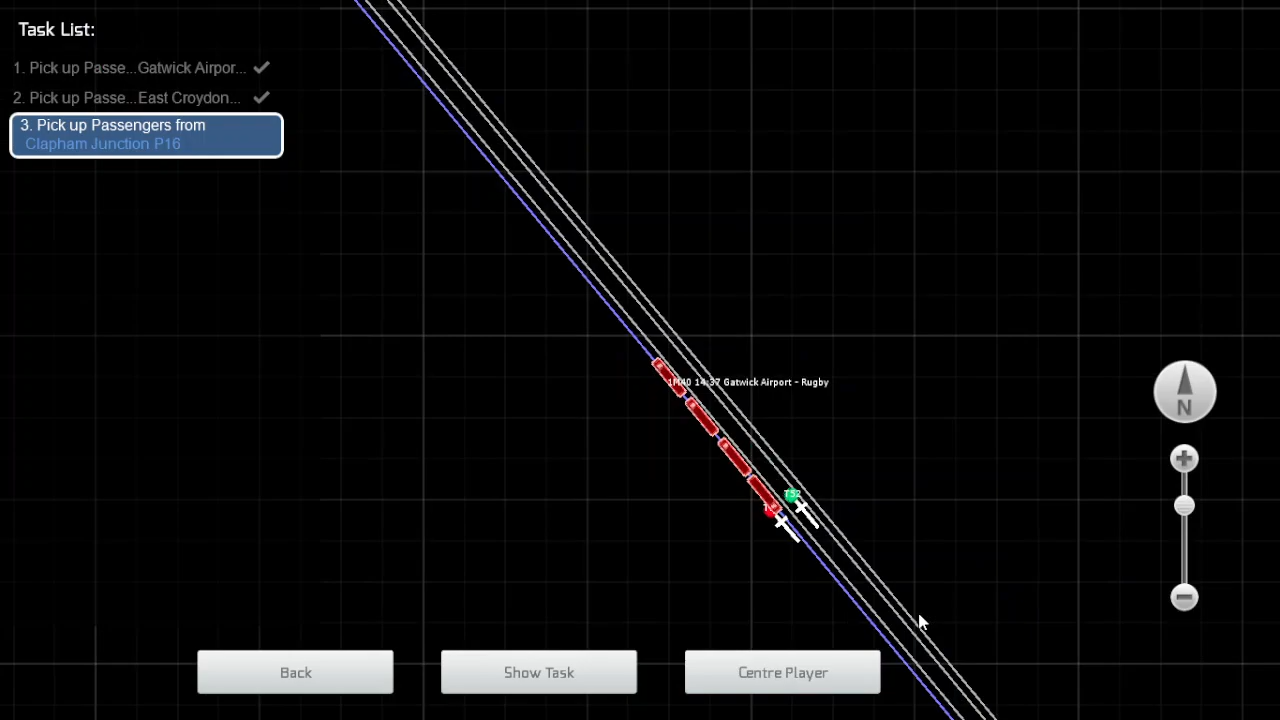 Task List:
1. Pick up Passe...Gatwick Airpor...
2. Pick up Passe...East Croydon...
3. Pick up Passengers from
Clapham Junction P16
1M40 14:37 Gatwick Airport - Rugby
T52
N
Back
Show Task
Centre Player